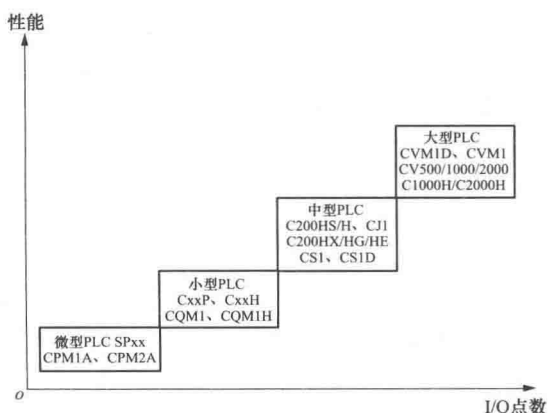 性能
大型PLC
CVM1D、CVM1
CV500/1000/2000
C1000H/C2000H
中型PLC
C200HS/H、CJ1
C200HX/HG/HE
CS1、CS1D
小型PLC
CxxP、CxxH
CQM1、CQM1H
微型PLC SPxx
CPM1A、CPM2A
O
I/O点数